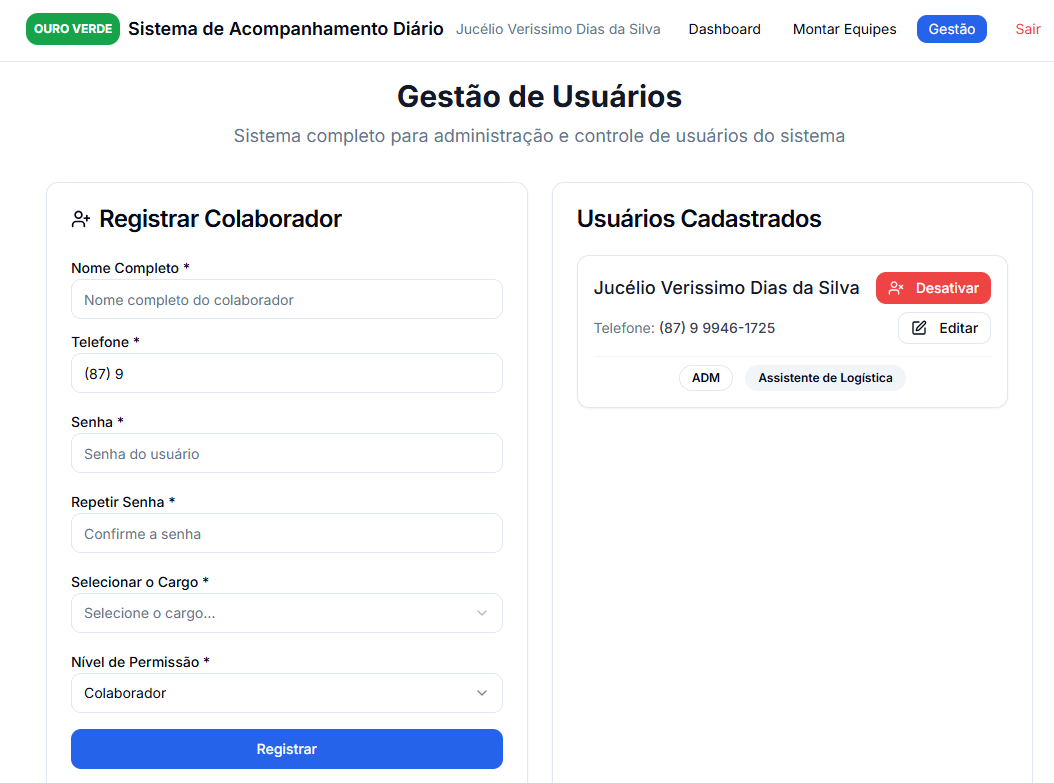 OURO VERDE Sistema de Acompanhamento Diário Jucélio Verissimo Dias da Silva Dashboard Montar Equipes Gestão Sair
Gestão de Usuários
Sistema completo para administração e controle de usuários do sistema
Registrar Colaborador
Nome Completo *
Nome completo do colaborador
Telefone *
(87) 9
Senha *
Senha do usuário
Repetir Senha *
Confirme a senha
Selecionar o Cargo *
Selecione o cargo...
Nível de Permissão *
Colaborador
Registrar
Usuários Cadastrados
Jucélio Verissimo Dias da Silva Desativar
Telefone: (87) 9 9946-1725 Editar
ADM Assistente de Logística